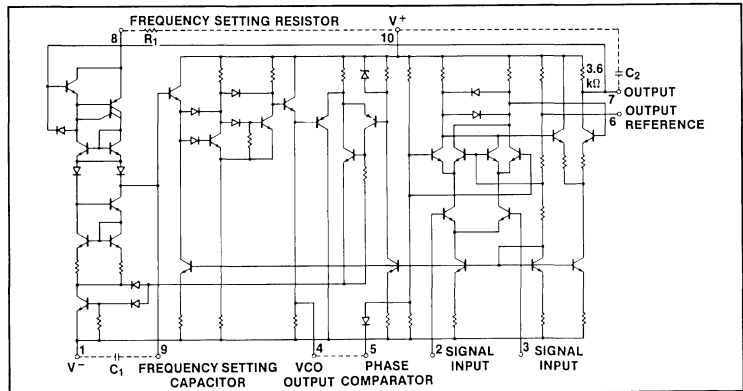 FREQUENCY SETTING RESISTOR
V+
8
R1
10
3.6
kΩ
C2
OUTPUT
7
OUTPUT
6
REFERENCE
1
9
4
5
2
3
V−
C1
FREQUENCY SETTING
CAPACITOR
VCO
OUTPUT
PHASE
COMPARATOR
SIGNAL
INPUT
SIGNAL
INPUT